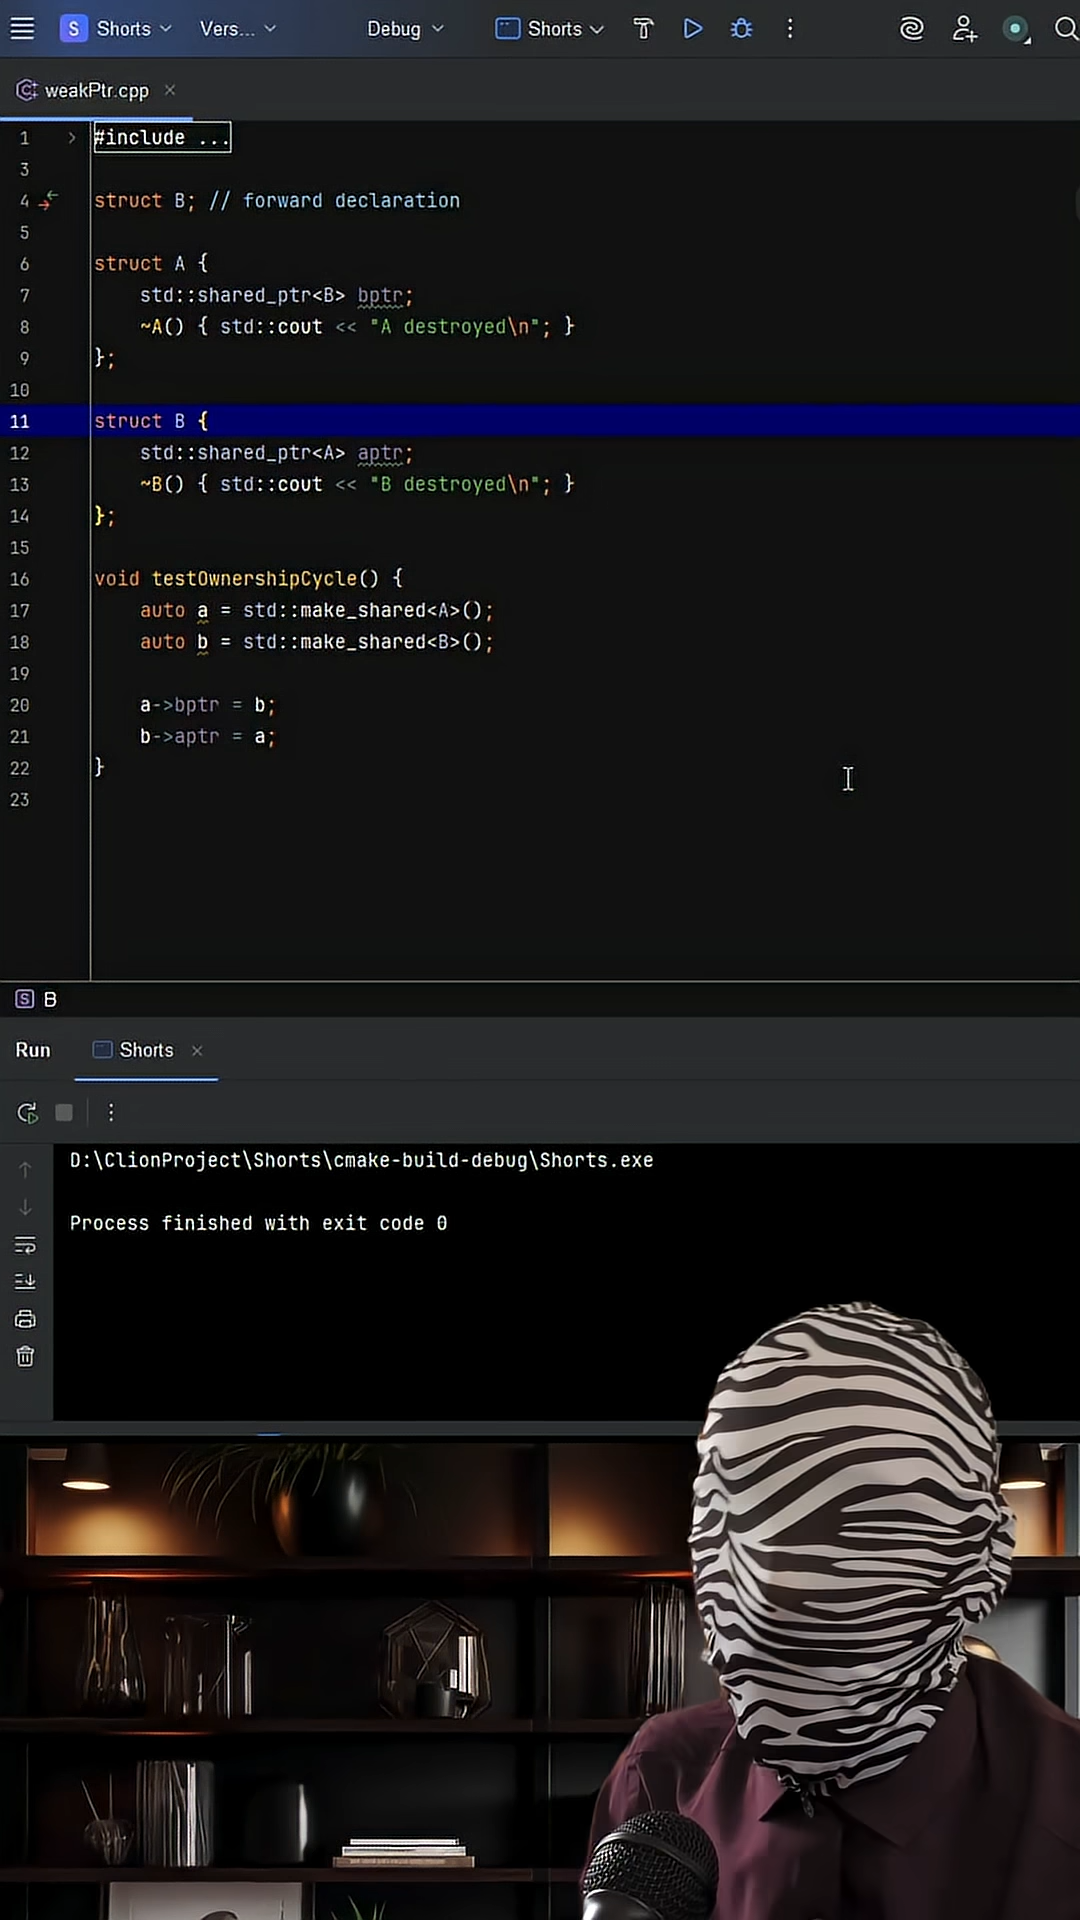 S Shorts Vers... Debug Shorts
weakPtr.cpp
1 #include ...
3
4 struct B; // forward declaration
5
6 struct A {
7 std::shared_ptr<B> bptr;
8 ~A() { std::cout << "A destroyed\n"; }
9 };
10
11 struct B {
12 std::shared_ptr<A> aptr;
13 ~B() { std::cout << "B destroyed\n"; }
14 };
15
16 void testOwnershipCycle() {
17 auto a = std::make_shared<A>();
18 auto b = std::make_shared<B>();
19
20 a->bptr = b;
21 b->aptr = a;
22 }
23
S B
Run Shorts
D:\ClionProject\Shorts\cmake-build-debug\Shorts.exe
Process finished with exit code 0